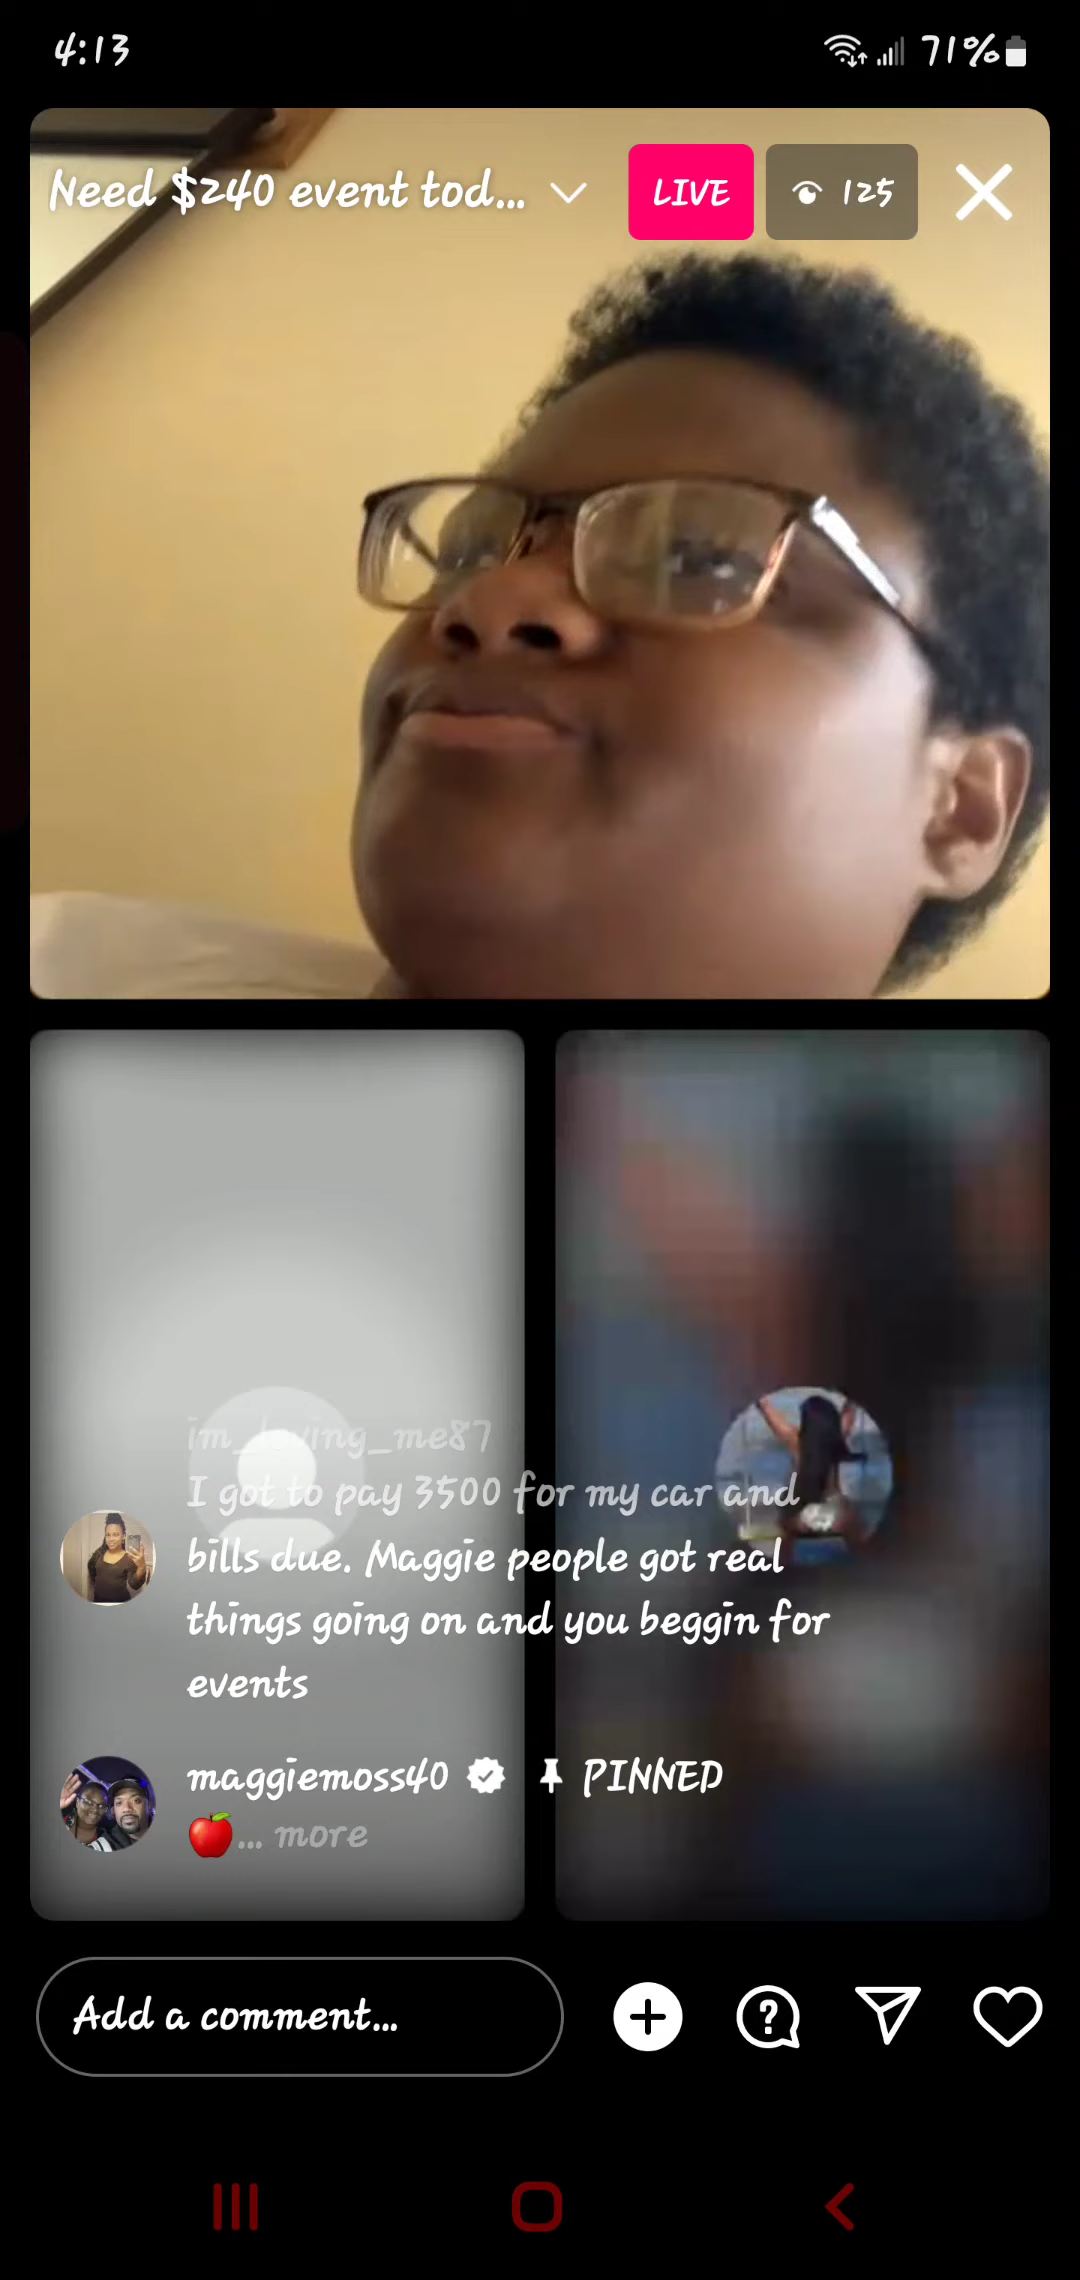 4:13
71%
Need $240 event tod...
LIVE
125
im_loving_me87
I got to pay 3500 for my car and
bills due. Maggie people got real
things going on and you beggin for
events
maggiemoss40 PINNED
🍎... more
Add a comment...